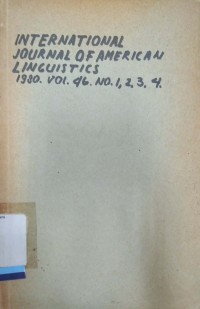 INTERNATIONAL
JOURNAL OF AMERICAN
LINGUISTICS
1980. VOL. 46. NO. 1, 2, 3, 4.